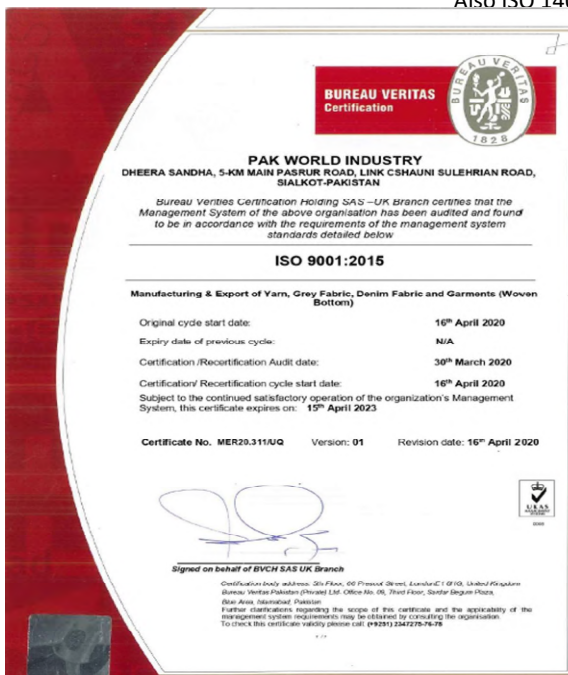 Also ISO 140
BUREAU VERITAS
Certification
BUREAU VERITAS
1828
PAK WORLD INDUSTRY
DHEERA SANDHA, 5-KM MAIN PASRUR ROAD, LINK CSHAUNI SULEHRIAN ROAD,
SIALKOT-PAKISTAN
Bureau Verities Certification Holding SAS –UK Branch certifies that the
Management System of the above organisation has been audited and found
to be in accordance with the requirements of the management system
standards detailed below
ISO 9001:2015
Manufacturing & Export of Yarn, Grey Fabric, Denim Fabric and Garments (Woven
Bottom)
Original cycle start date: 16th April 2020
Expiry date of previous cycle: N/A
Certification /Recertification Audit date: 30th March 2020
Certification/ Recertification cycle start date: 16th April 2020
Subject to the continued satisfactory operation of the organization's Management
System, this certificate expires on: 15th April 2023
Certificate No. MER20.311/UQ Version: 01 Revision date: 16th April 2020
UKAS
Signed on behalf of BVCH SAS UK Branch
Certification body address: 5th Floor, 66 Prescot Street, London Kingdom
Bureau Veritas Pakistan (Private) Ltd. Office No. 09, Third Floor, Sardar Begum Plaza,
Blue Area, Islamabad, Pakistan
Further clarifications regarding the scope of this certificate and the applicability of the
management system requirements may be obtained by consulting the organisation.
To check this certificate validity please call (+9251) 2347275-76-78